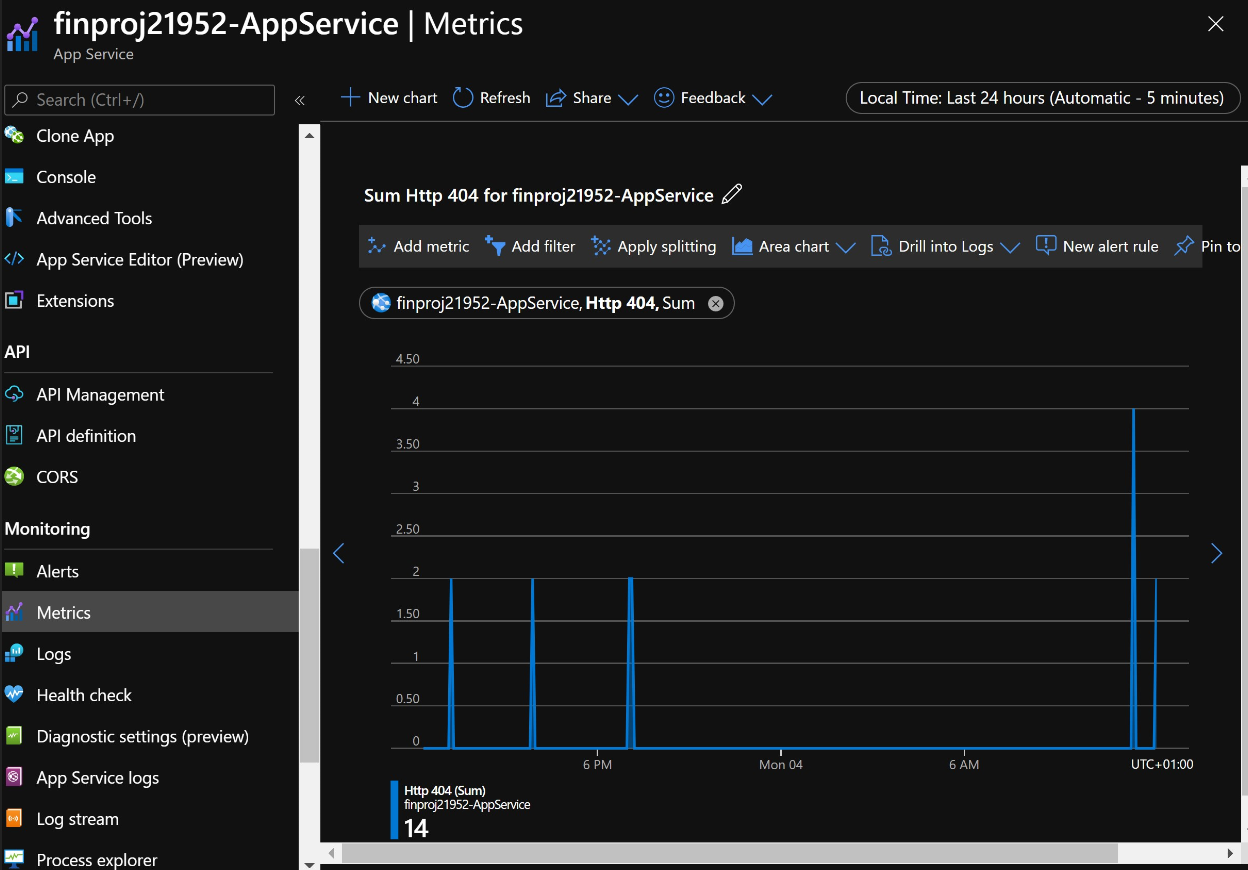 finproj21952-AppService | Metrics
App Service
Search (Ctrl+/)
«
New chart
Refresh
Share
Feedback
Local Time: Last 24 hours (Automatic - 5 minutes)
Clone App
Console
Advanced Tools
App Service Editor (Preview)
Extensions
API
API Management
API definition
CORS
Monitoring
Alerts
Metrics
Logs
Health check
Diagnostic settings (preview)
App Service logs
Log stream
Process explorer
Sum Http 404 for finproj21952-AppService
Add metric
Add filter
Apply splitting
Area chart
Drill into Logs
New alert rule
Pin to
finproj21952-AppService, Http 404, Sum
4.50
4
3.50
3
2.50
2
1.50
1
0.50
0
6 PM
Mon 04
6 AM
UTC+01:00
Http 404 (Sum)
finproj21952-AppService
14